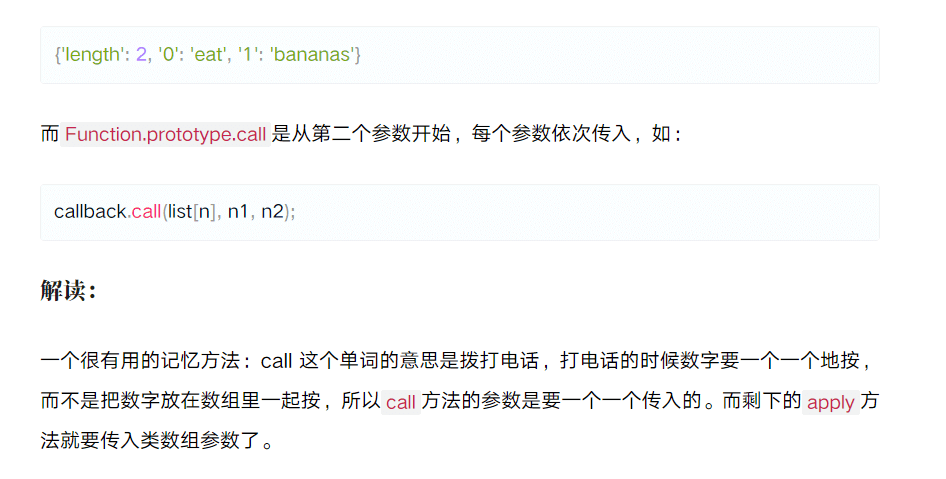 {'length': 2, '0': 'eat', '1': 'bananas'}
而 Function.prototype.call 是从第二个参数开始，每个参数依次传入，如：
callback.call(list[n], n1, n2);
解读：
一个很有用的记忆方法：call 这个单词的意思是拨打电话，打电话的时候数字要一个一个地按，
而不是把数字放在数组里一起按，所以 call 方法的参数是要一个一个传入的。而剩下的 apply 方
法就要传入类数组参数了。